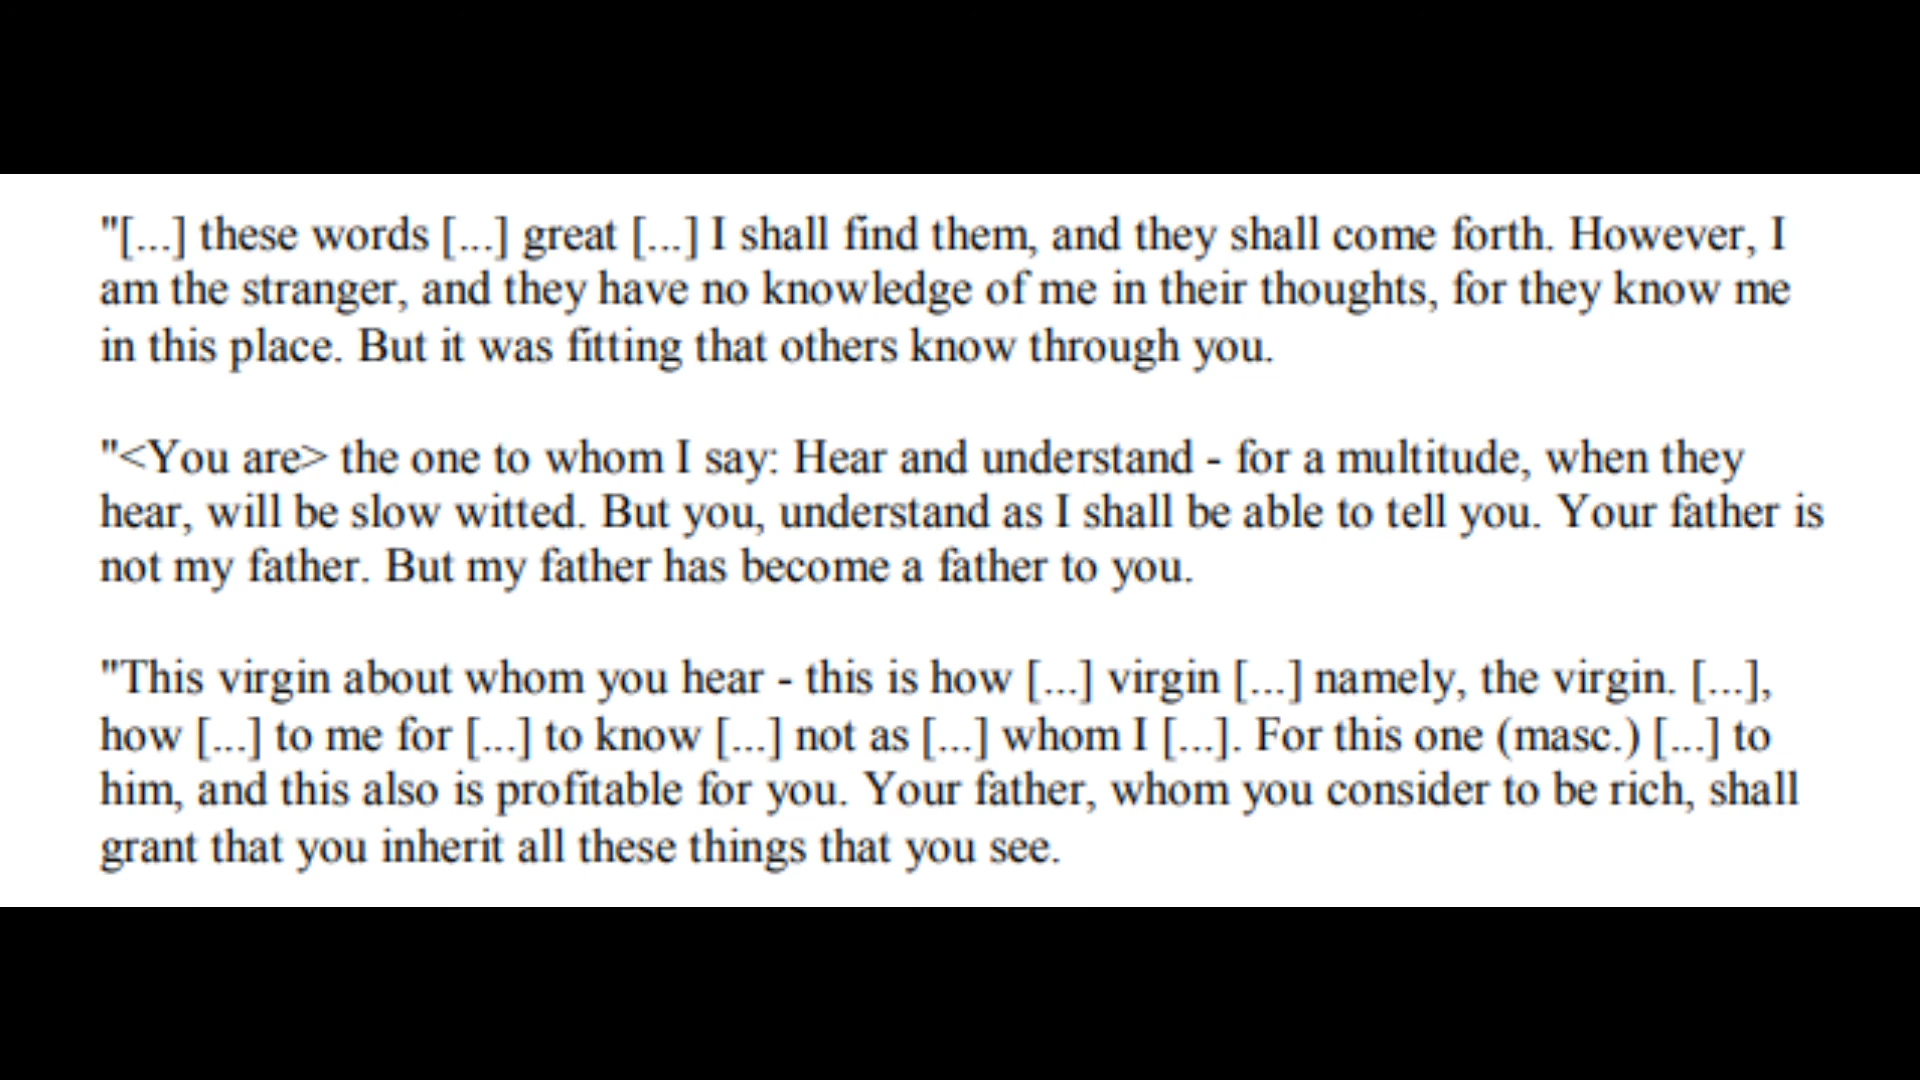 "[...] these words [...] great [...] I shall find them, and they shall come forth. However, I
am the stranger, and they have no knowledge of me in their thoughts, for they know me
in this place. But it was fitting that others know through you.
"<You are> the one to whom I say: Hear and understand - for a multitude, when they
hear, will be slow witted. But you, understand as I shall be able to tell you. Your father is
not my father. But my father has become a father to you.
"This virgin about whom you hear - this is how [...] virgin [...] namely, the virgin. [...],
how [...] to me for [...] to know [...] not as [...] whom I [...]. For this one (masc.) [...] to
him, and this also is profitable for you. Your father, whom you consider to be rich, shall
grant that you inherit all these things that you see.